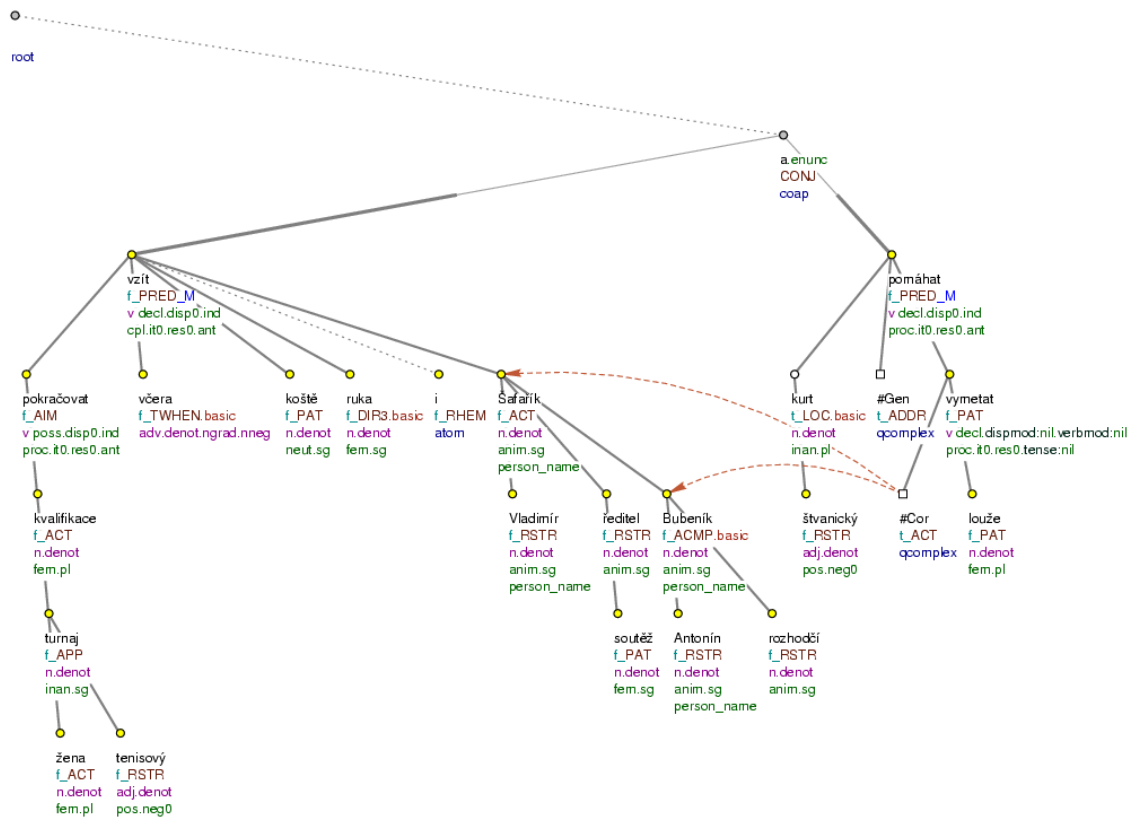 root
a.enunc
CONJ
coap
vzít
f_PRED_M
v decl.disp0.ind
cpl.it0.res0.ant
pomáhat
f_PRED_M
v decl.disp0.ind
proc.it0.res0.ant
pokračovat
f_AIM
v poss.disp0.ind
proc.it0.res0.ant
včera
f_TWHEN.basic
adv.denot.ngrad.nneg
koště
f_PAT
n.denot
neut.sg
ruka
f_DIR3.basic
n.denot
fem.sg
i
f_RHEM
atom
Šafařík
f_ACT
n.denot
anim.sg
person_name
kurt
t_LOC.basic
n.denot
inan.pl
#Gen
t_ADDR
qcomplex
vymetat
f_PAT
v decl.dispmod:nil.verbmod:nil
proc.it0.res0.tense:nil
kvalifikace
f_ACT
n.denot
fem.pl
Vladimír
f_RSTR
n.denot
anim.sg
person_name
ředitel
f_RSTR
n.denot
anim.sg
Bubeník
f_ACMP.basic
n.denot
anim.sg
person_name
štvanický
f_RSTR
adj.denot
pos.neg0
#Cor
t_ACT
qcomplex
louže
f_PAT
n.denot
fem.pl
turnaj
f_APP
n.denot
inan.sg
soutěž
f_PAT
n.denot
fem.sg
Antonín
f_RSTR
n.denot
anim.sg
person_name
rozhodčí
f_RSTR
n.denot
anim.sg
žena
f_ACT
n.denot
fem.pl
tenisový
f_RSTR
adj.denot
pos.neg0